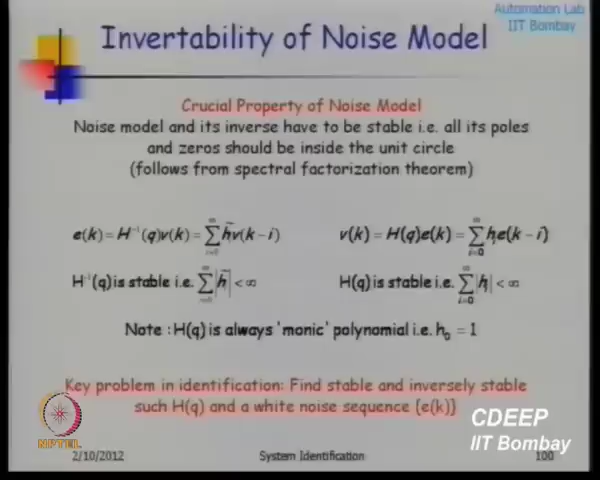 Automation Lab
IIT Bombay
Invertability of Noise Model
Crucial Property of Noise Model
Noise model and its inverse have to be stable i.e. all its poles
and zeros should be inside the unit circle
(follows from spectral factorization theorem)
e(k) = H⁻¹(q)v(k) = ∑ h̃v(k - i)
v(k) = H(q)e(k) = ∑ hᵢe(k - i)
H⁻¹(q) is stable i.e. ∑|h̃| < ∞
H(q) is stable i.e. ∑|hᵢ| < ∞
Note : H(q) is always 'monic' polynomial i.e. h₀ = 1
Key problem in identification: Find stable and inversely stable
such H(q) and a white noise sequence {e(k)}
NPTEL
CDEEP
IIT Bombay
2/10/2012
System Identification
100